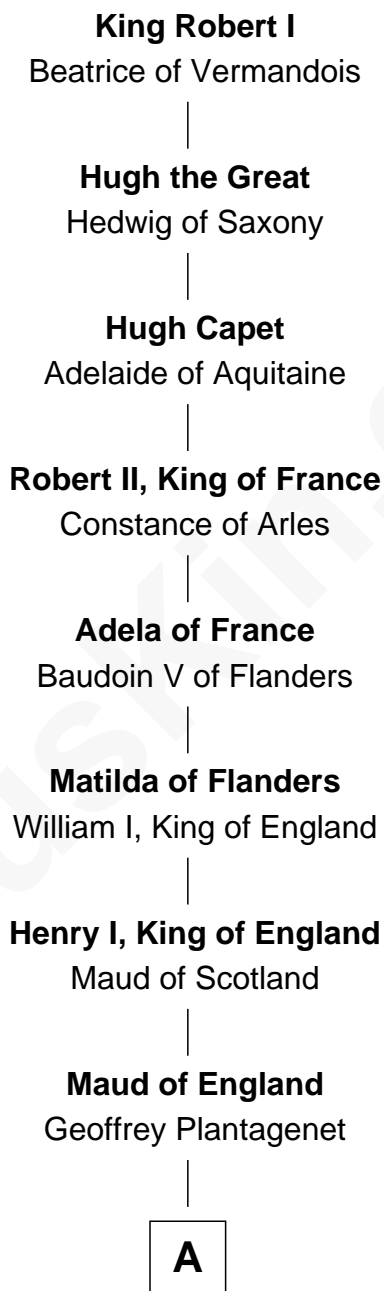 King Robert I
Beatrice of Vermandois
Hugh the Great
Hedwig of Saxony
Hugh Capet
Adelaide of Aquitaine
Robert II, King of France
Constance of Arles
Adela of France
Baudoin V of Flanders
Matilda of Flanders
William I, King of England
Henry I, King of England
Maud of Scotland
Maud of England
Geoffrey Plantagenet
A